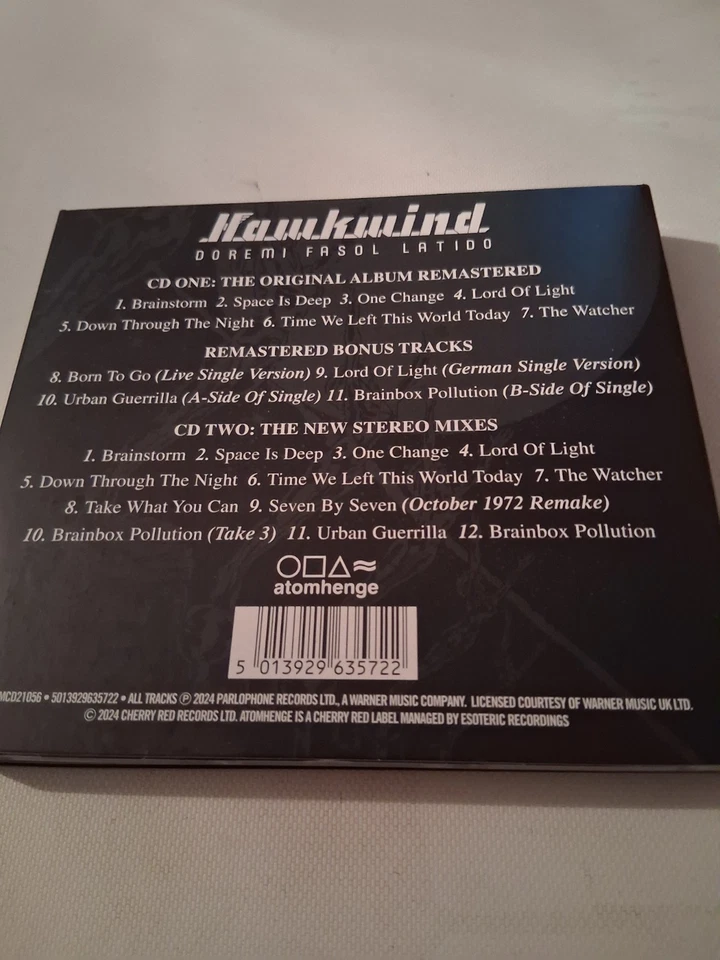 Hawkwind
DOREMI FASOL LATIDO
CD ONE: THE ORIGINAL ALBUM REMASTERED
1. Brainstorm 2. Space Is Deep 3. One Change 4. Lord Of Light
5. Down Through The Night 6. Time We Left This World Today 7. The Watcher
REMASTERED BONUS TRACKS
8. Born To Go (Live Single Version) 9. Lord Of Light (German Single Version)
10. Urban Guerrilla (A-Side Of Single) 11. Brainbox Pollution (B-Side Of Single)
CD TWO: THE NEW STEREO MIXES
1. Brainstorm 2. Space Is Deep 3. One Change 4. Lord Of Light
5. Down Through The Night 6. Time We Left This World Today 7. The Watcher
8. Take What You Can 9. Seven By Seven (October 1972 Remake)
10. Brainbox Pollution (Take 3) 11. Urban Guerrilla 12. Brainbox Pollution
atomhenge
5 013929 635722
MCD21056 • 5013929635722 • ALL TRACKS ℗ 2024 PARLOPHONE RECORDS LTD., A WARNER MUSIC COMPANY. LICENSED COURTESY OF WARNER MUSIC UK LTD.
© 2024 CHERRY RED RECORDS LTD. ATOMHENGE IS A CHERRY RED LABEL MANAGED BY ESOTERIC RECORDINGS